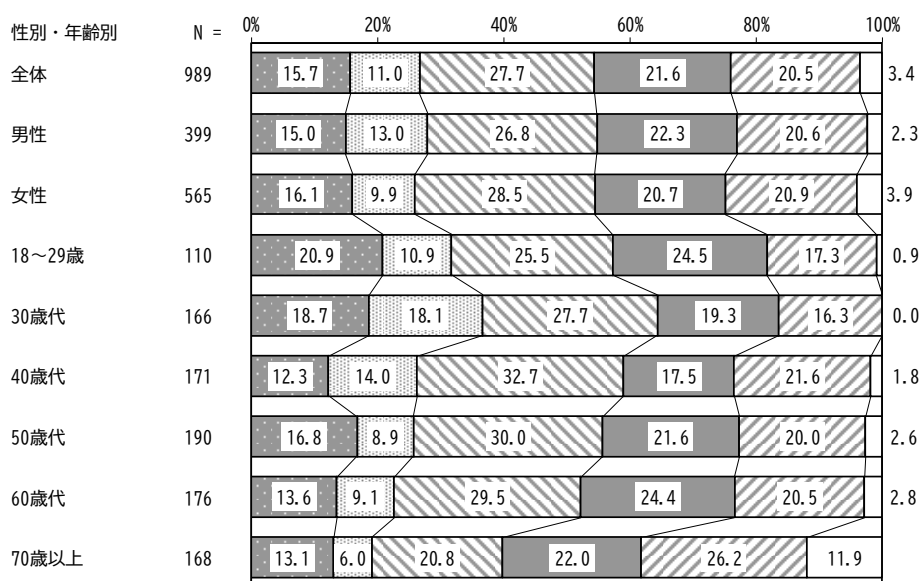 性別・年齢別 N = 0% 20% 40% 60% 80% 100%
全体 989 15.7 11.0 27.7 21.6 20.5 3.4
男性 399 15.0 13.0 26.8 22.3 20.6 2.3
女性 565 16.1 9.9 28.5 20.7 20.9 3.9
18～29歳 110 20.9 10.9 25.5 24.5 17.3 0.9
30歳代 166 18.7 18.1 27.7 19.3 16.3 0.0
40歳代 171 12.3 14.0 32.7 17.5 21.6 1.8
50歳代 190 16.8 8.9 30.0 21.6 20.0 2.6
60歳代 176 13.6 9.1 29.5 24.4 20.5 2.8
70歳以上 168 13.1 6.0 20.8 22.0 26.2 11.9